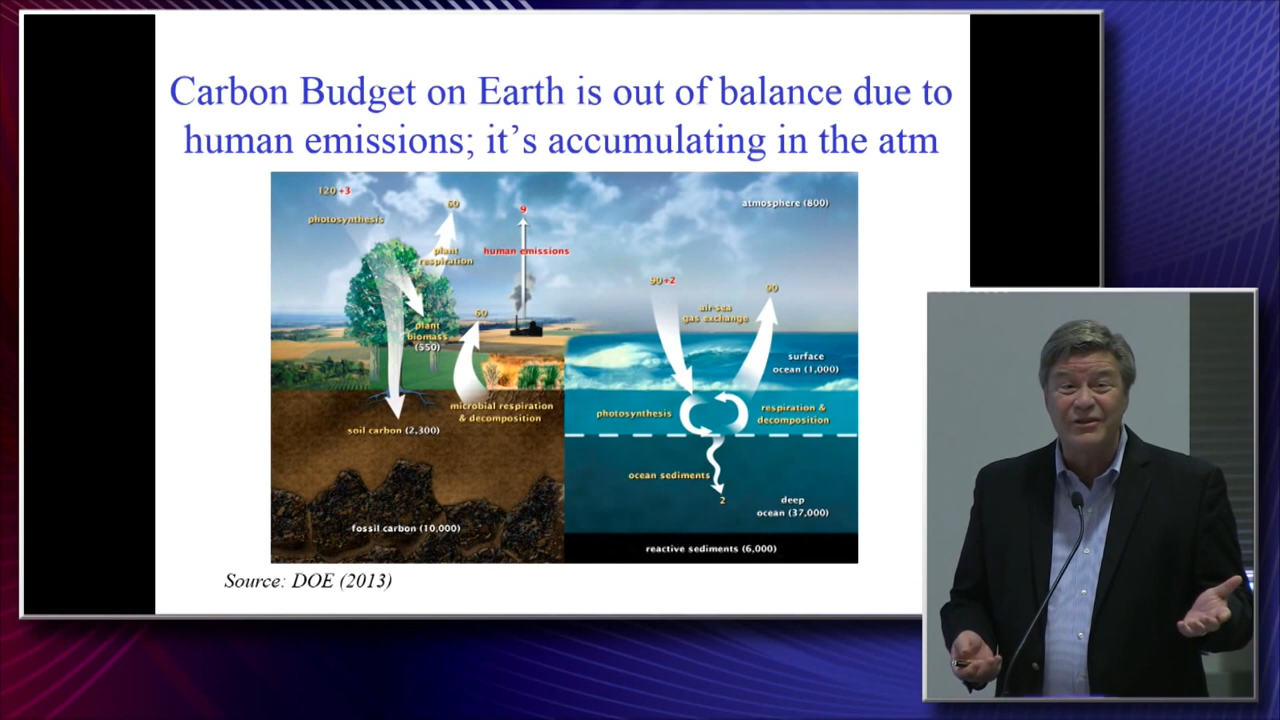 Carbon Budget on Earth is out of balance due to
human emissions; it’s accumulating in the atm
120+3
photosynthesis
60
plant
respiration
9
human emissions
atmosphere (800)
90+2
air-sea
gas exchange
90
60
plant
biomass
(550)
surface
ocean (1,000)
microbial respiration
& decomposition
soil carbon (2,300)
photosynthesis
respiration &
decomposition
ocean sediments
2
deep
ocean (37,000)
fossil carbon (10,000)
reactive sediments (6,000)
Source: DOE (2013)